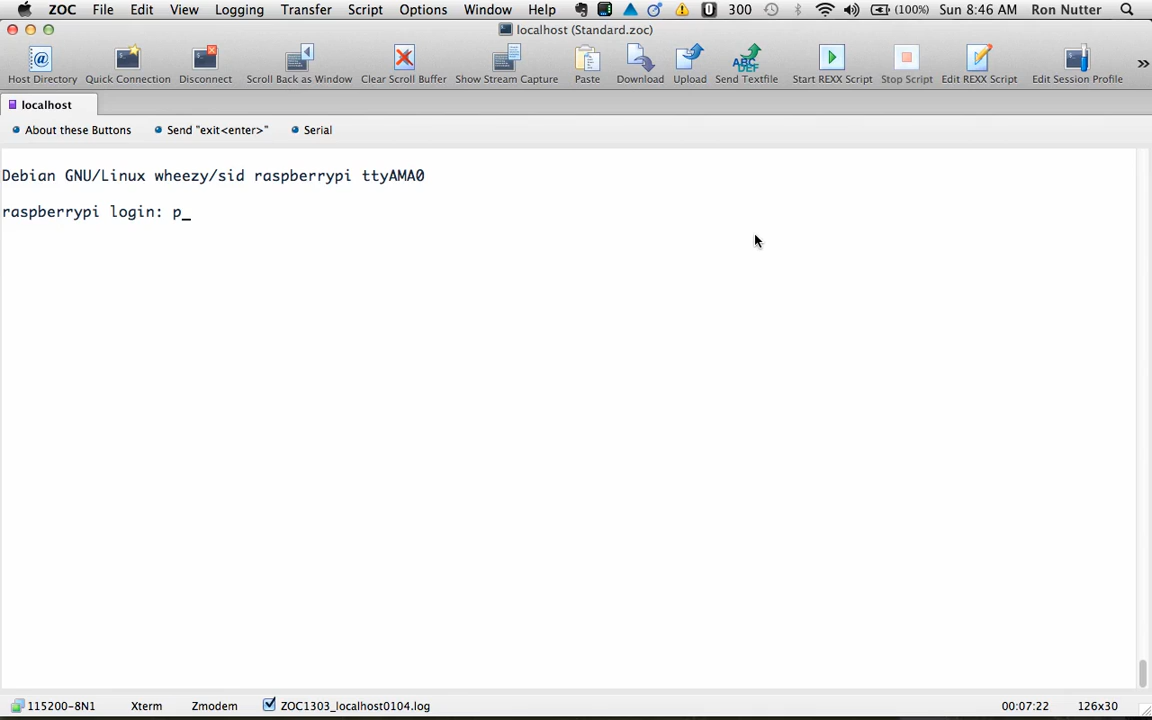 ZOC File Edit View Logging Transfer Script Options Window Help 300 (100%) Sun 8:46 AM Ron Nutter
localhost (Standard.zoc)
Host Directory Quick Connection Disconnect Scroll Back as Window Clear Scroll Buffer Show Stream Capture Paste Download Upload Send Textfile Start REXX Script Stop Script Edit REXX Script Edit Session Profile »
localhost
About these Buttons Send "exit<enter>" Serial
Debian GNU/Linux wheezy/sid raspberrypi ttyAMA0
raspberrypi login: p_
115200-8N1 Xterm Zmodem ZOC1303_localhost0104.log 00:07:22 126x30